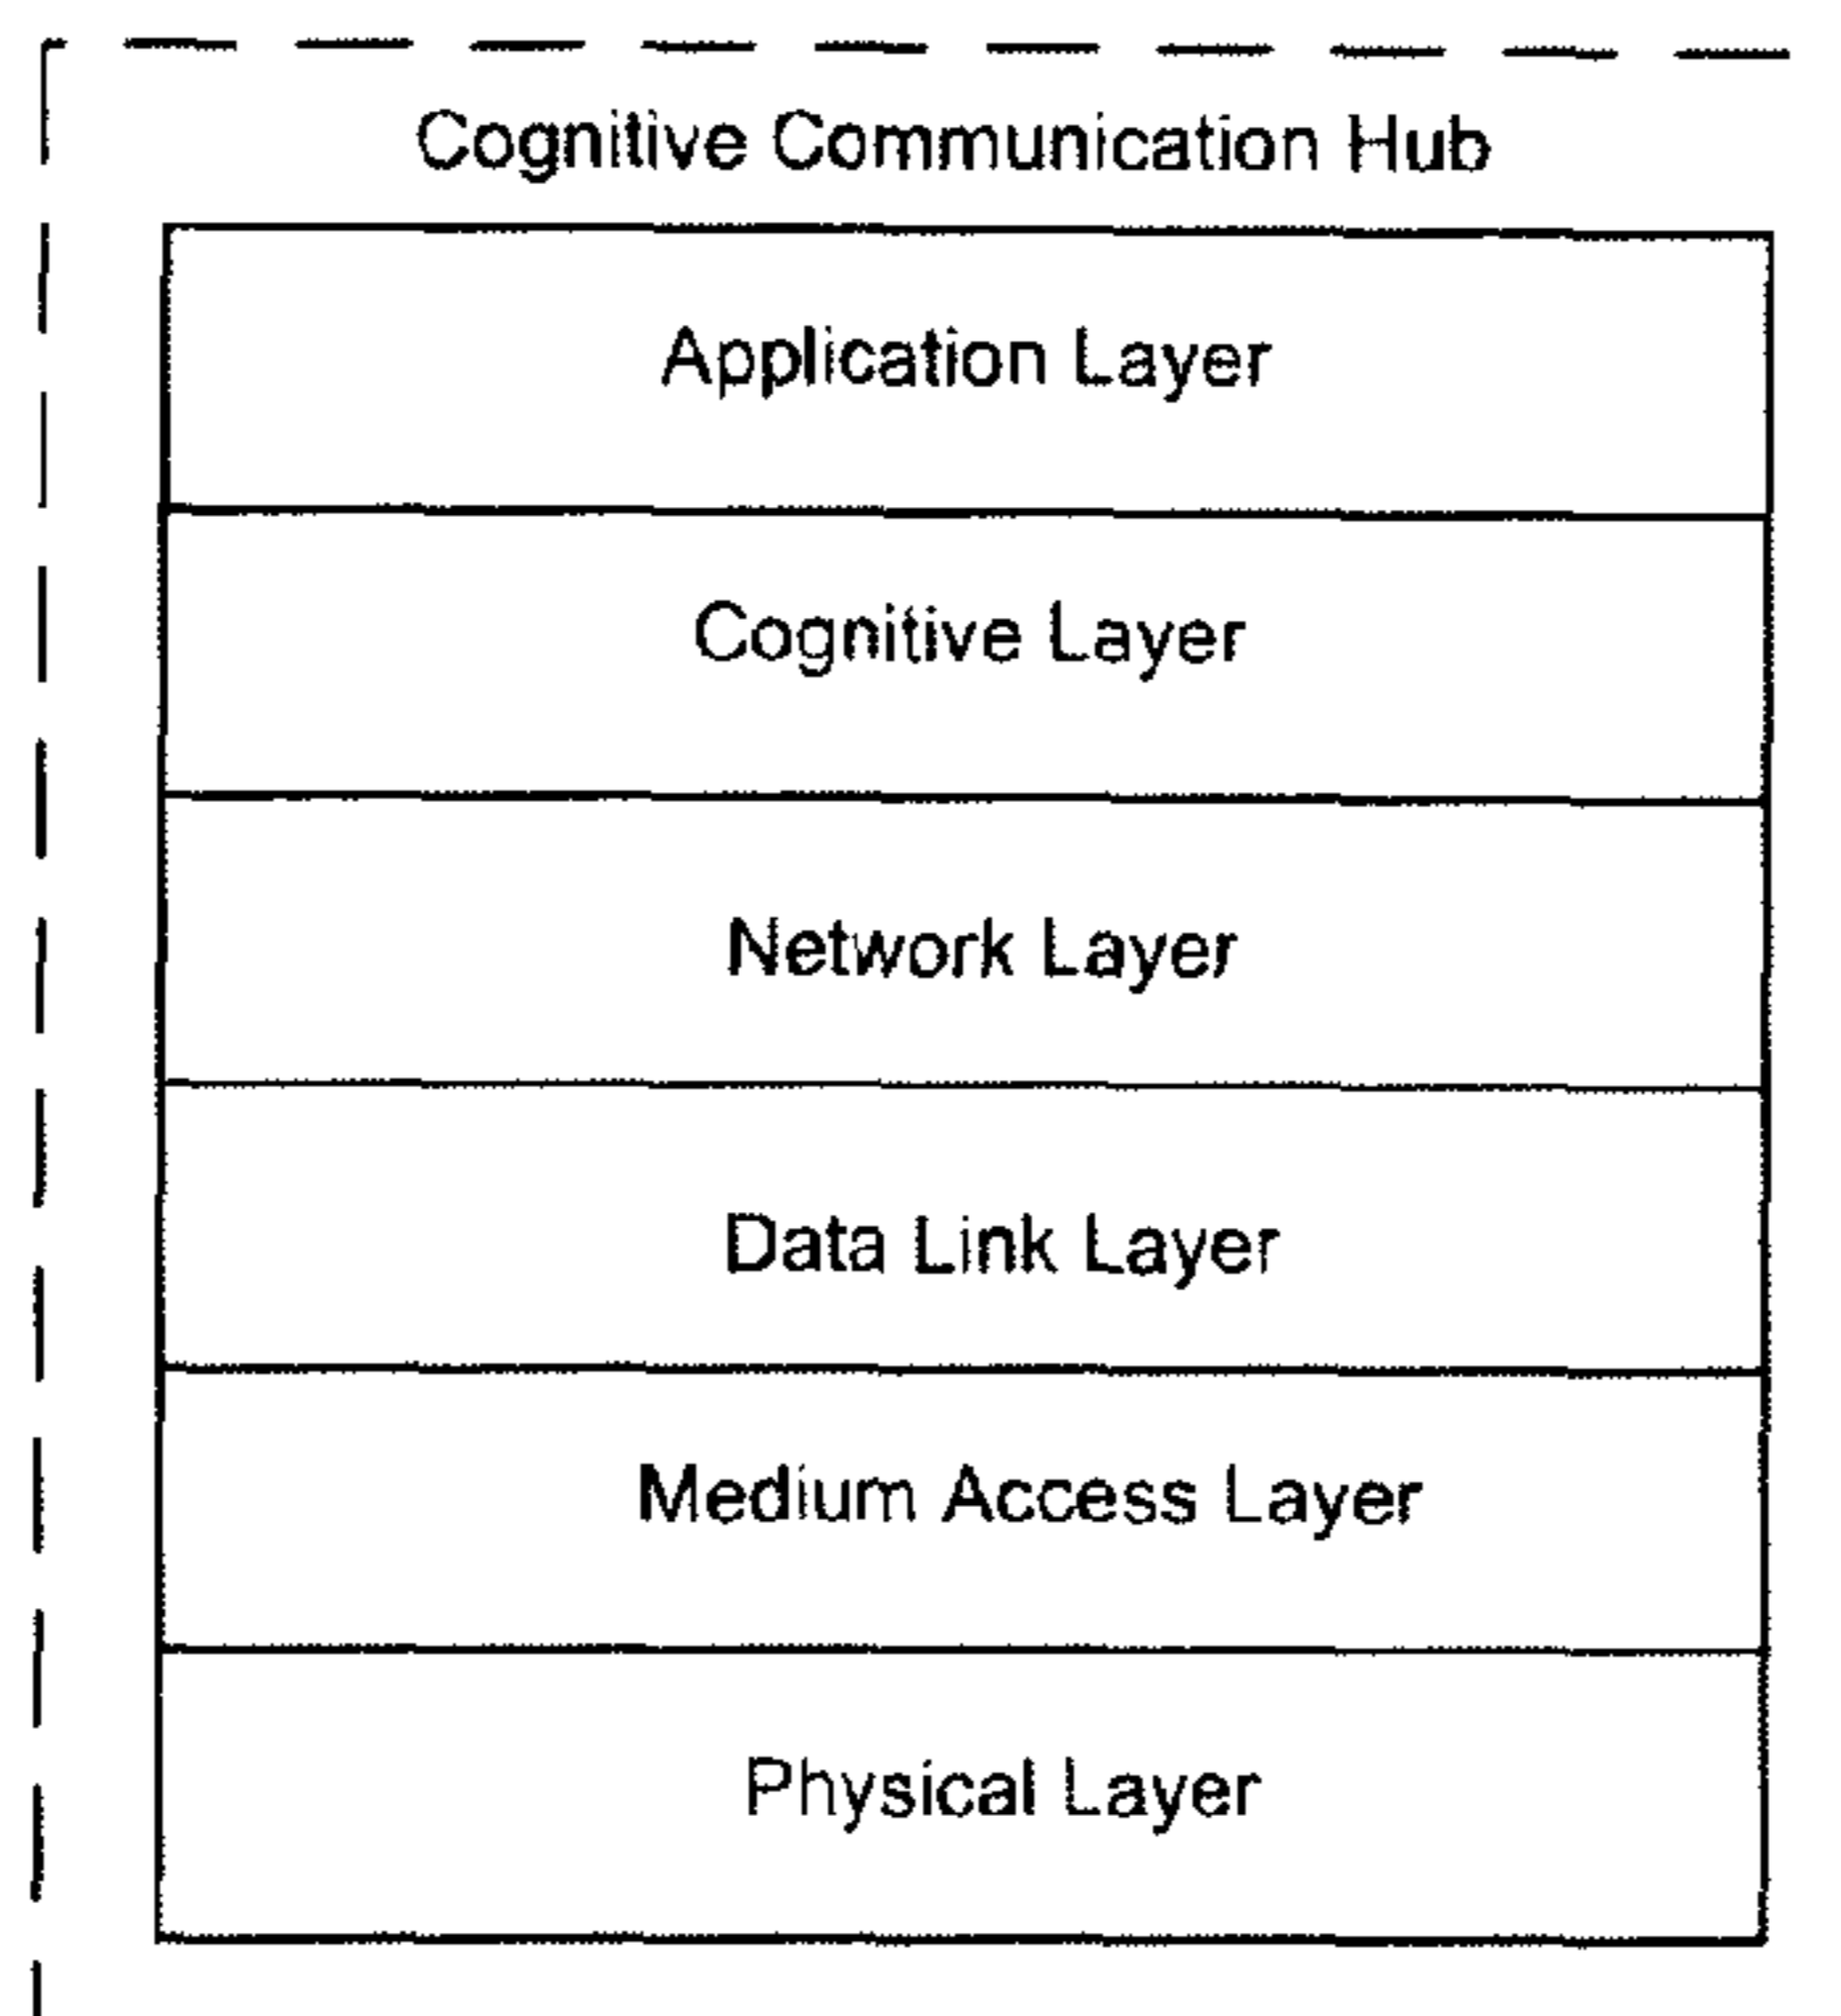 Cognitive Communication Hub
Application Layer
Cognitive Layer
Network Layer
Data Link Layer
Medium Access Layer
Physical Layer